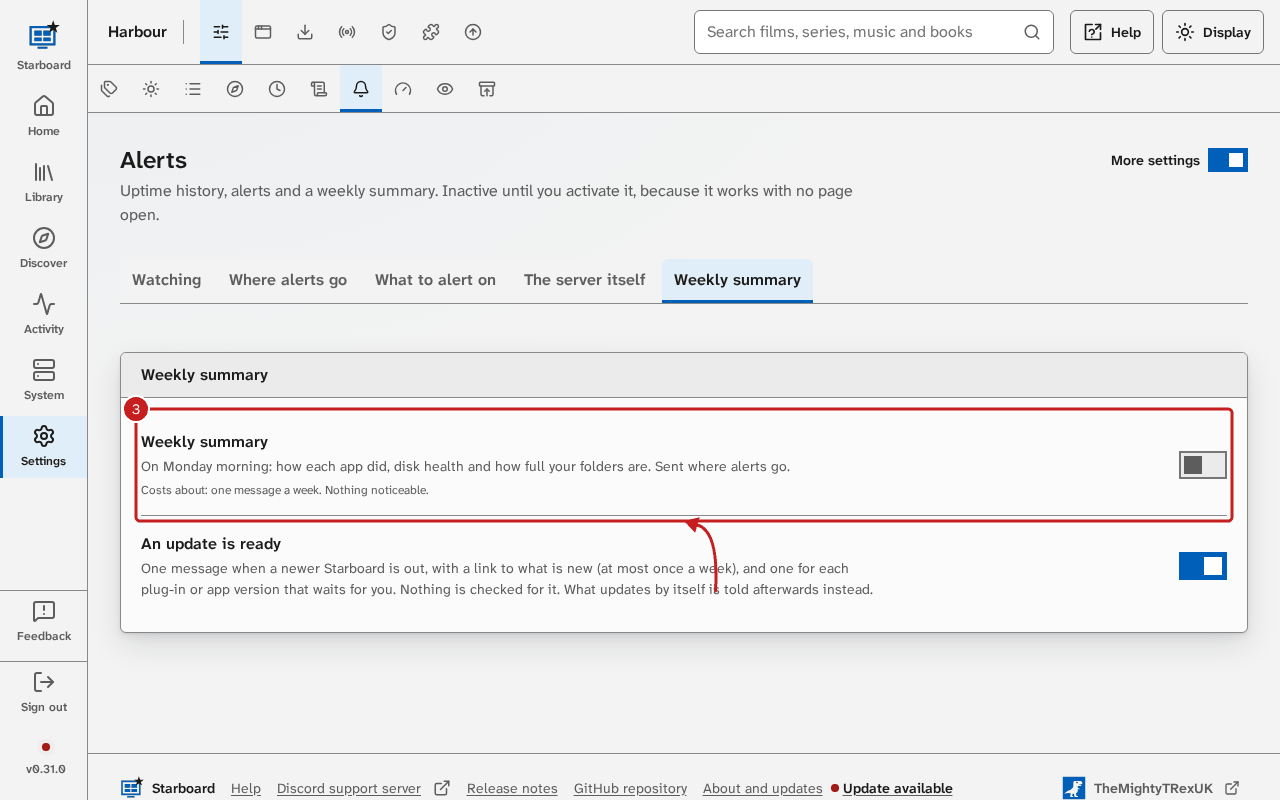 Starboard
Home
Library
Discover
Activity
System
Settings
Feedback
Sign out
v0.31.0
Harbour
Search films, series, music and books
Help
Display
Alerts
More settings
Uptime history, alerts and a weekly summary. Inactive until you activate it, because it works with no page
open.
Watching
Where alerts go
What to alert on
The server itself
Weekly summary
Weekly summary
3
Weekly summary
On Monday morning: how each app did, disk health and how full your folders are. Sent where alerts go.
Costs about: one message a week. Nothing noticeable.
An update is ready
One message when a newer Starboard is out, with a link to what is new (at most once a week), and one for each
plug-in or app version that waits for you. Nothing is checked for it. What updates by itself is told afterwards instead.
Starboard
Help
Discord support server
Release notes
GitHub repository
About and updates
Update available
TheMightyTRexUK